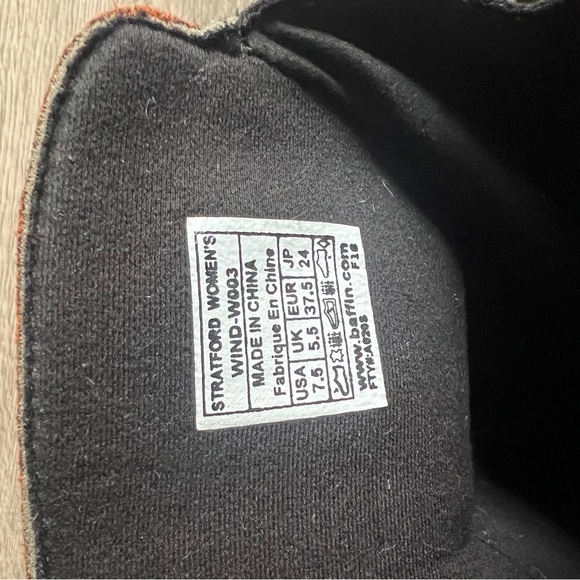 STRATFORD WOMEN'S
WIND-W003
MADE IN CHINA
Fabrique En Chine
USA UK EUR JP
7.5 5.5 37.5 24
www.baffin.com
FTY#:A0205 F18